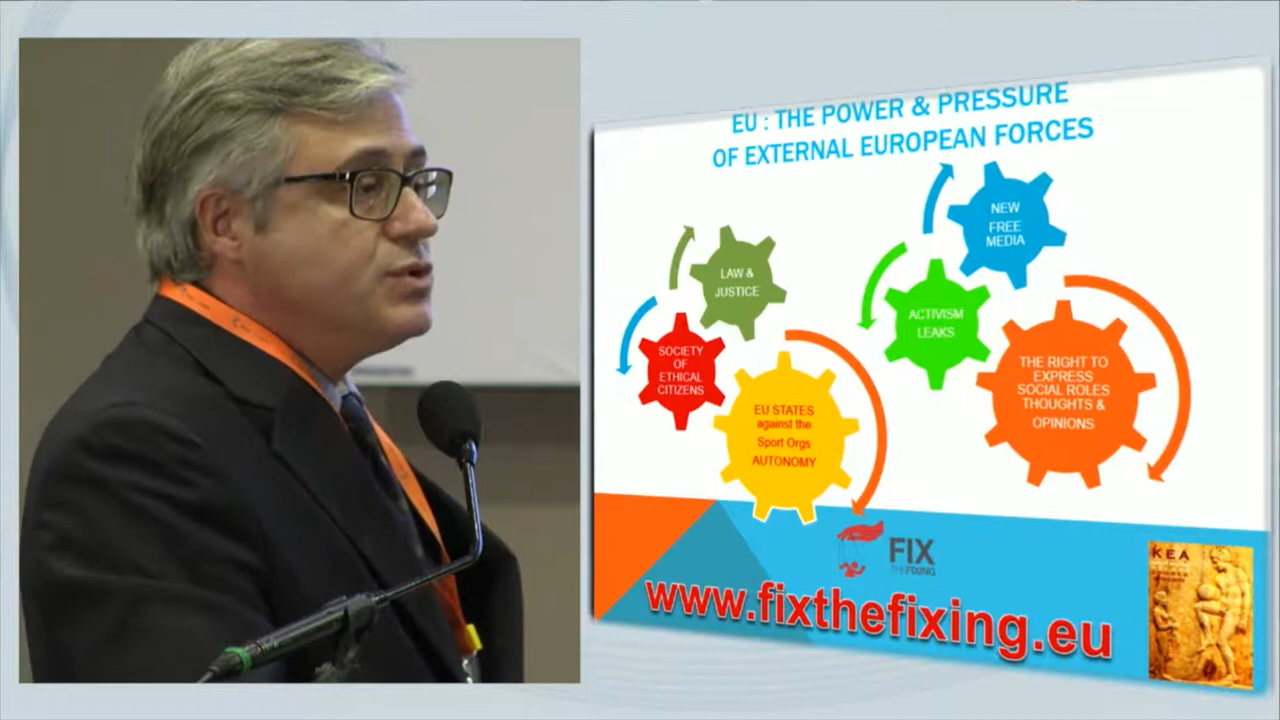 EU : THE POWER & PRESSURE
OF EXTERNAL EUROPEAN FORCES
NEW
FREE
MEDIA
LAW &
JUSTICE
ACTIVISM
LEAKS
SOCIETY
OF
ETHICAL
CITIZENS
THE RIGHT TO
EXPRESS
SOCIAL ROLES
THOUGHTS &
OPINIONS
EU STATES
against the
Sport Orgs
AUTONOMY
FIX
THEFIXING
www.fixthefixing.eu
KEA